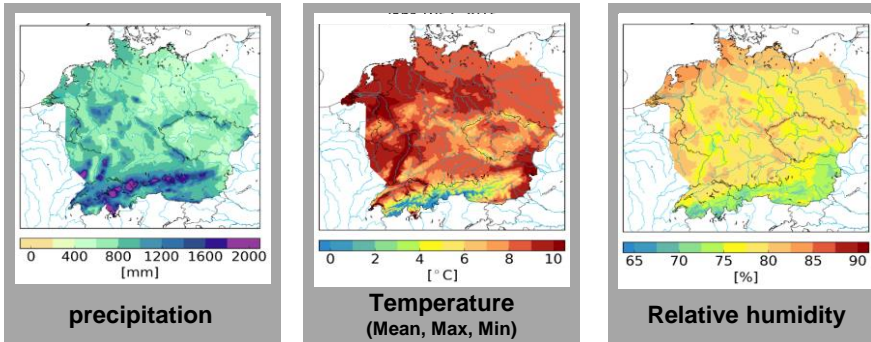 0 400 800 1200 1600 2000
[mm]
precipitation
0 2 4 6 8 10
[°C]
Temperature
(Mean, Max, Min)
65 70 75 80 85 90
[%]
Relative humidity